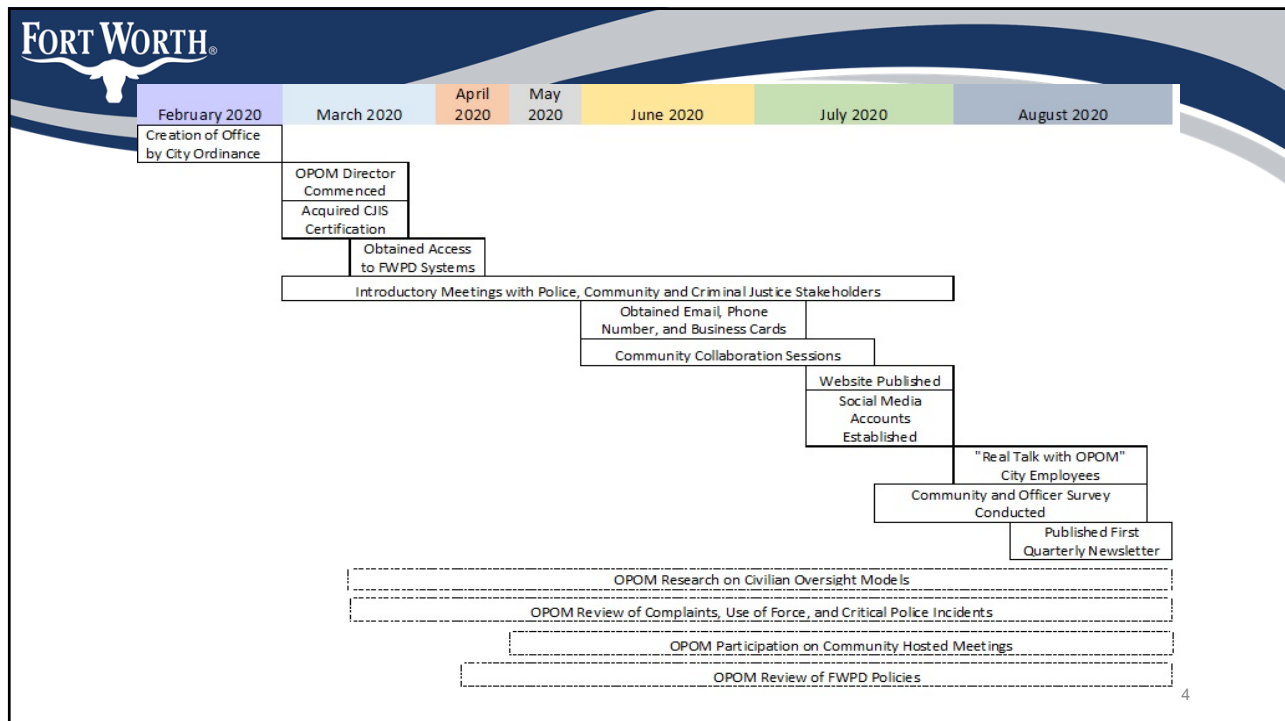 FORT WORTH®
February 2020
March 2020
April
2020
May
2020
June 2020
July 2020
August 2020
Creation of Office
by City Ordinance
OPOM Director
Commenced
Acquired CJIS
Certification
Obtained Access
to FWPD Systems
Introductory Meetings with Police, Community and Criminal Justice Stakeholders
Obtained Email, Phone
Number, and Business Cards
Community Collaboration Sessions
Website Published
Social Media
Accounts
Established
"Real Talk with OPOM"
City Employees
Community and Officer Survey
Conducted
Published First
Quarterly Newsletter
OPOM Research on Civilian Oversight Models
OPOM Review of Complaints, Use of Force, and Critical Police Incidents
OPOM Participation on Community Hosted Meetings
OPOM Review of FWPD Policies
4